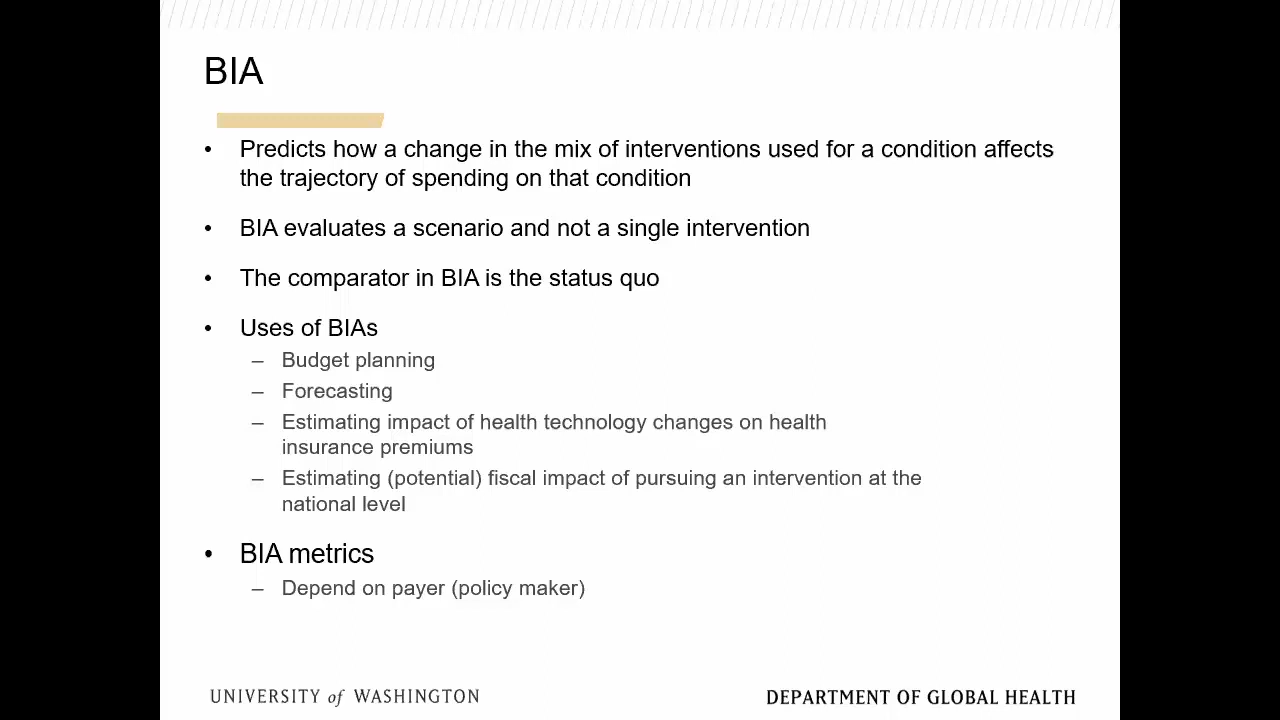 BIA
• Predicts how a change in the mix of interventions used for a condition affects
the trajectory of spending on that condition
• BIA evaluates a scenario and not a single intervention
• The comparator in BIA is the status quo
• Uses of BIAs
– Budget planning
– Forecasting
– Estimating impact of health technology changes on health
insurance premiums
– Estimating (potential) fiscal impact of pursuing an intervention at the
national level
• BIA metrics
– Depend on payer (policy maker)
UNIVERSITY of WASHINGTON
DEPARTMENT OF GLOBAL HEALTH